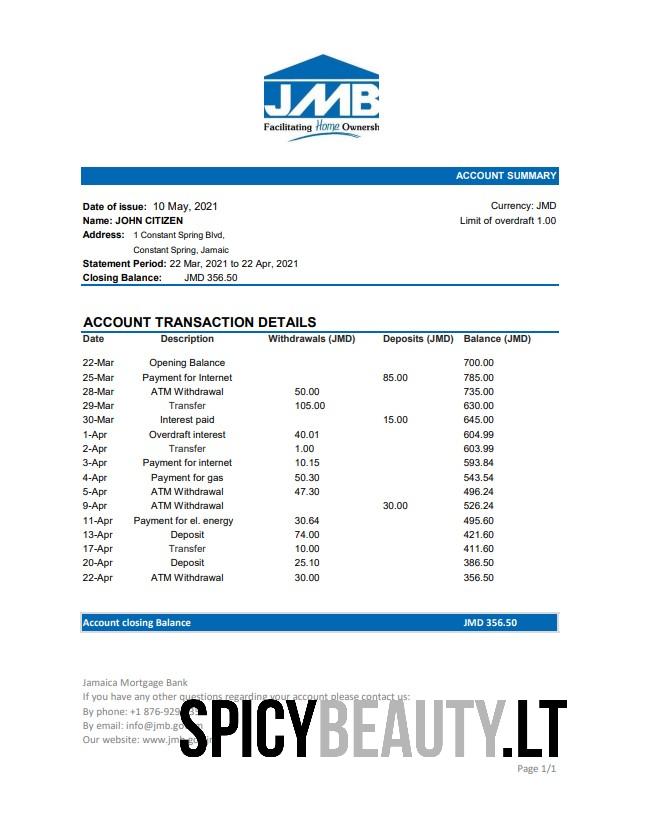 JMB
Facilitating Home Ownersh
ACCOUNT SUMMARY
Date of issue: 10 May, 2021 Currency: JMD
Name: JOHN CITIZEN Limit of overdraft 1.00
Address: 1 Constant Spring Blvd,
Constant Spring, Jamaic
Statement Period: 22 Mar, 2021 to 22 Apr, 2021
Closing Balance: JMD 356.50
ACCOUNT TRANSACTION DETAILS
Date Description Withdrawals (JMD) Deposits (JMD) Balance (JMD)
22-Mar Opening Balance 700.00
25-Mar Payment for Internet 85.00 785.00
28-Mar ATM Withdrawal 50.00 735.00
29-Mar Transfer 105.00 630.00
30-Mar Interest paid 15.00 645.00
1-Apr Overdraft interest 40.01 604.99
2-Apr Transfer 1.00 603.99
3-Apr Payment for internet 10.15 593.84
4-Apr Payment for gas 50.30 543.54
5-Apr ATM Withdrawal 47.30 496.24
9-Apr ATM Withdrawal 30.00 526.24
11-Apr Payment for el. energy 30.64 495.60
13-Apr Deposit 74.00 421.60
17-Apr Transfer 10.00 411.60
20-Apr Deposit 25.10 386.50
22-Apr ATM Withdrawal 30.00 356.50
Account closing Balance JMD 356.50
Jamaica Mortgage Bank
If you have any other questions regarding your account please contact us:
By phone: +1 876-929
By email: info@jmb.go
Our website: www.jmb
SPICYBEAUTY.LT
Page 1/1